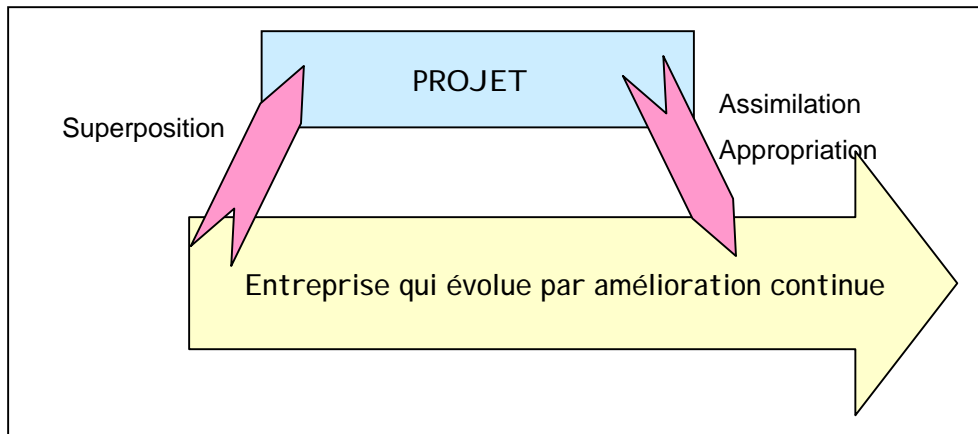 PROJET
Superposition
Assimilation
Appropriation
Entreprise qui évolue par amélioration continue